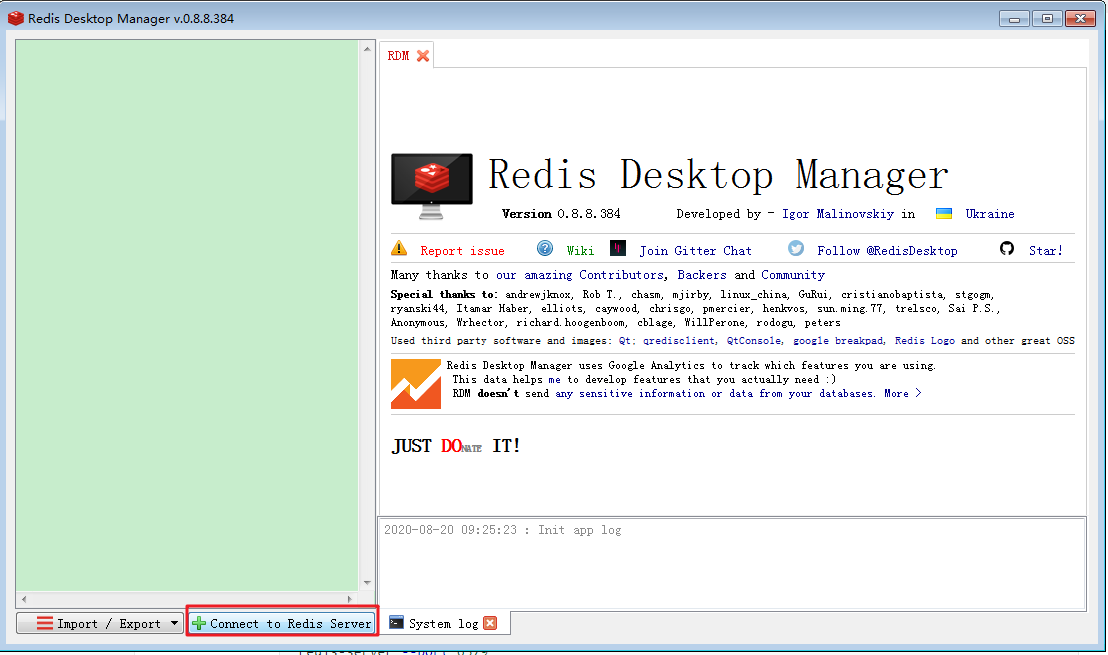 Redis Desktop Manager v.0.8.8.384
RDM
Redis Desktop Manager
Version 0.8.8.384 Developed by - Igor Malinovskiy in Ukraine
Report issue Wiki Join Gitter Chat Follow @RedisDesktop Star!
Many thanks to our amazing Contributors, Backers and Community
Special thanks to: andrewjknox, Rob T., chasm, mjirby, linux_china, GuRui, cristianobaptista, stgogm,
ryanski44, Itamar Haber, elliots, caywood, chrisgo, pmercier, henkvos, sun.ming.77, trelsco, Sai P.S.,
Anonymous, Wrhector, richard.hoogenboom, cblage, WillPerone, rodogu, peters
Used third party software and images: Qt; qredisclient, QtConsole, google breakpad, Redis Logo and other great OSS
Redis Desktop Manager uses Google Analytics to track which features you are using.
This data helps me to develop features that you actually need :)
RDM doesn't send any sensitive information or data from your databases. More >
JUST DONATE IT!
2020-08-20 09:25:23 : Init app log
Import / Export Connect to Redis Server System log